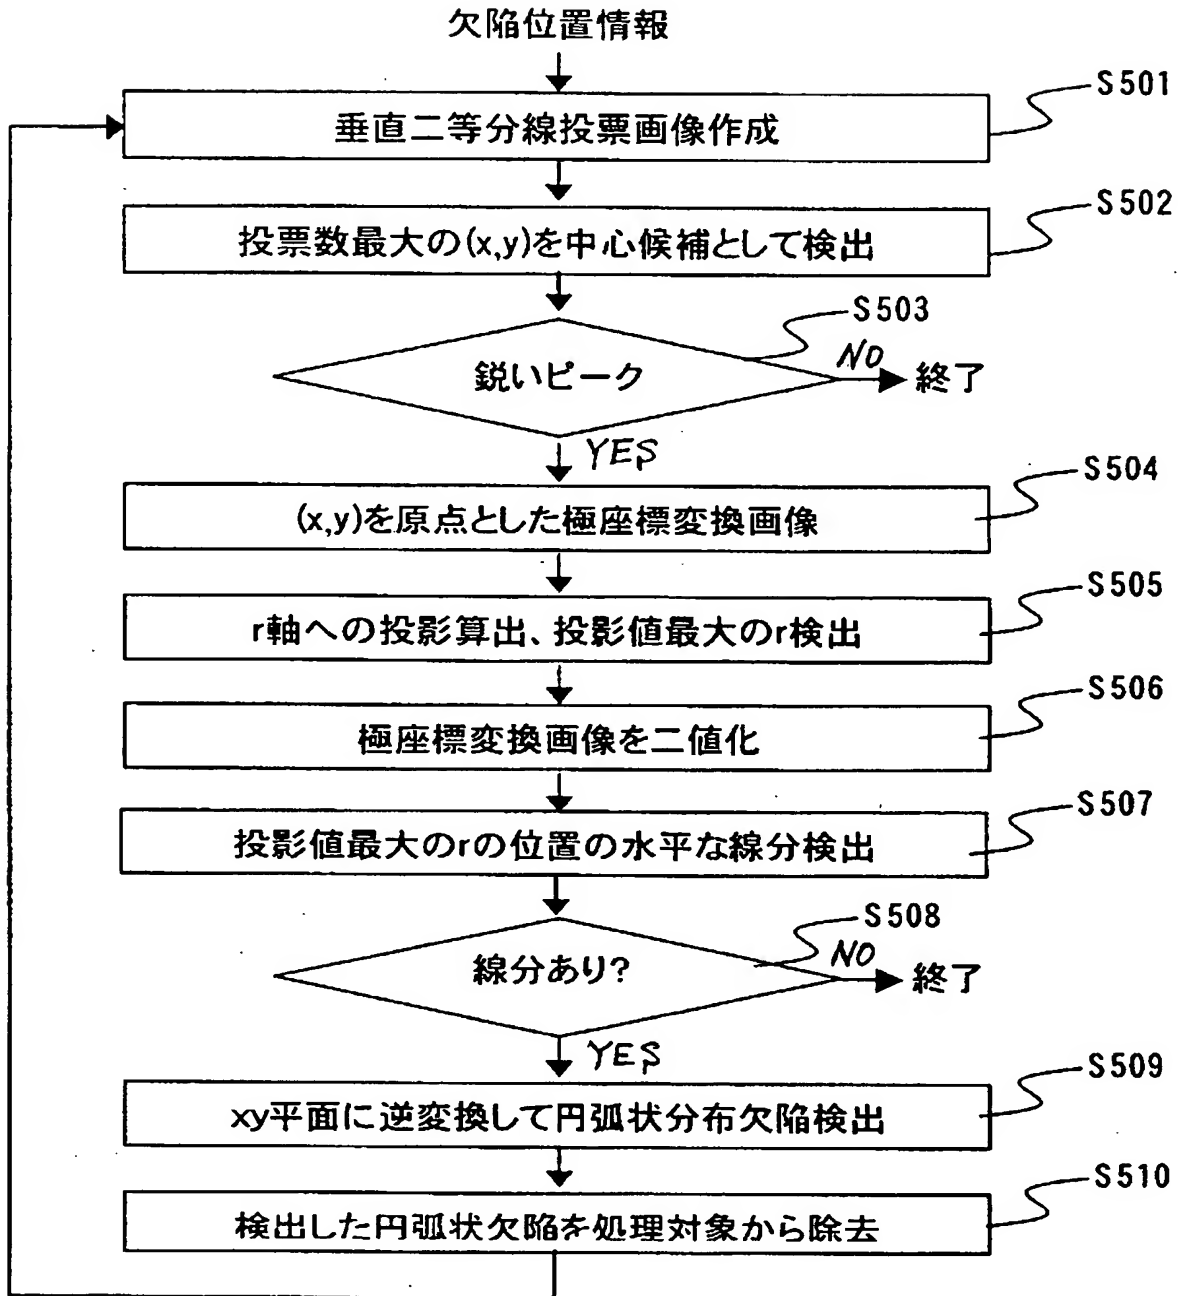 欠陥位置情報
S501
垂直二等分線投票画像作成
S502
投票数最大の(x,y)を中心候補として検出
S503
鋭いピーク
NO
終了
YES
S504
(x,y)を原点とした極座標変換画像
S505
r軸への投影算出、投影値最大のr検出
S506
極座標変換画像を二値化
S507
投影値最大のrの位置の水平な線分検出
S508
線分あり?
NO
終了
YES
S509
xy平面に逆変換して円弧状分布欠陥検出
S510
検出した円弧状欠陥を処理対象から除去